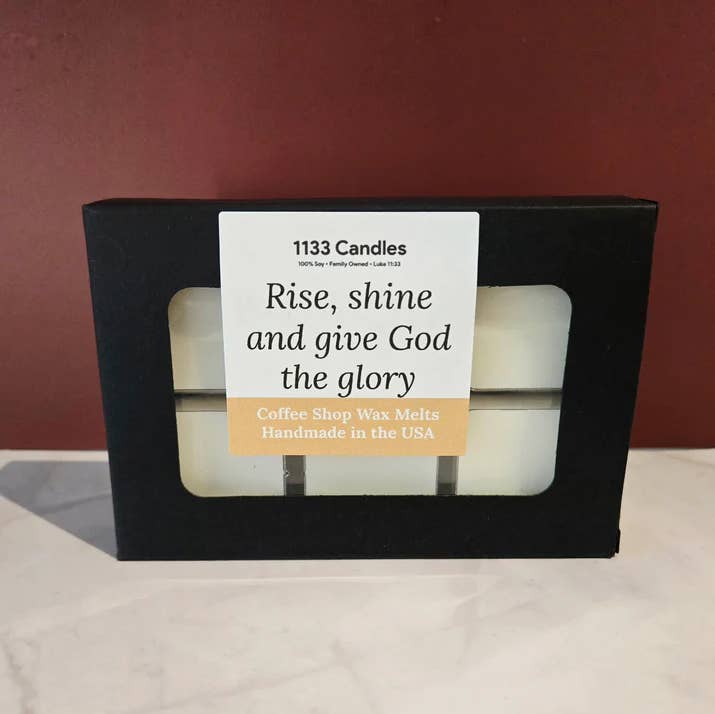 1133 Candles
100% Soy • Family Owned • Luke 11:33
Rise, shine
and give God
the glory
Coffee Shop Wax Melts
Handmade in the USA